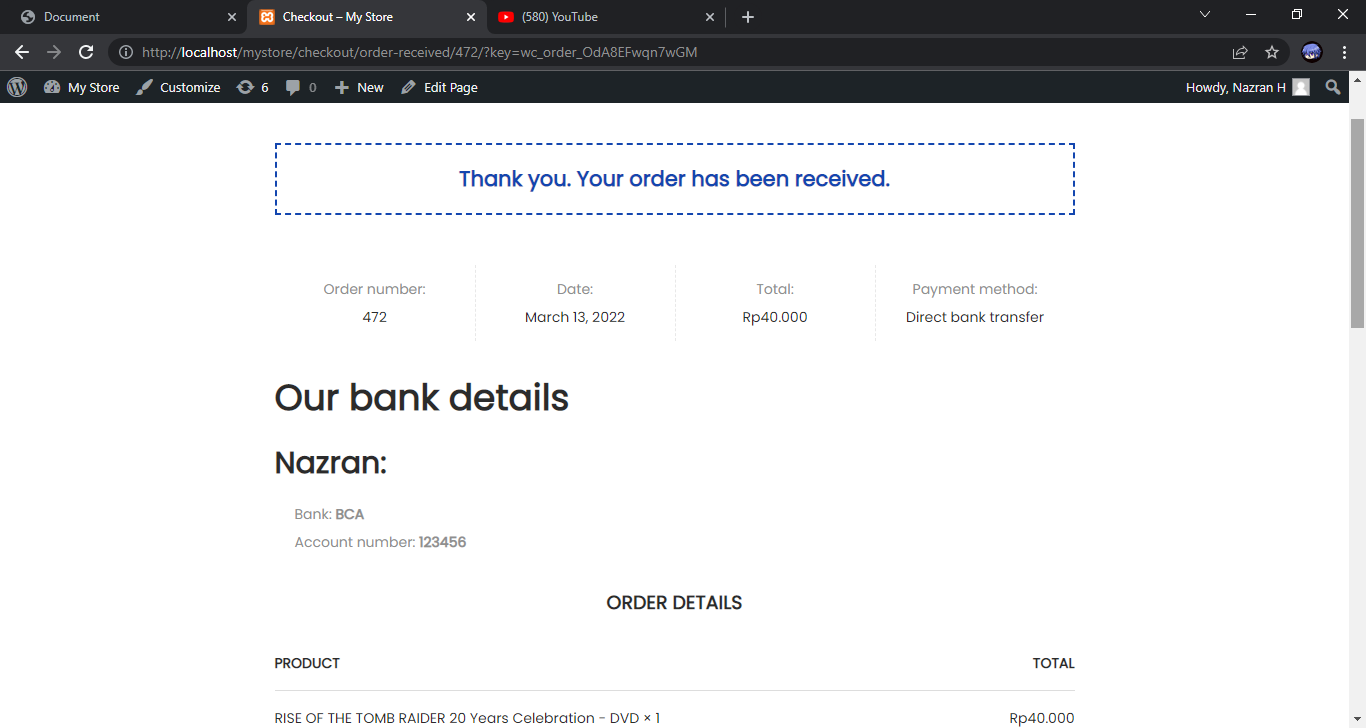 Document
Checkout – My Store
(580) YouTube
http://localhost/mystore/checkout/order-received/472/?key=wc_order_OdA8EFwqn7wGM
My Store Customize 6 0 New Edit Page Howdy, Nazran H
Thank you. Your order has been received.
Order number: Date: Total: Payment method:
472 March 13, 2022 Rp40.000 Direct bank transfer
Our bank details
Nazran:
Bank: BCA
Account number: 123456
ORDER DETAILS
PRODUCT TOTAL
RISE OF THE TOMB RAIDER 20 Years Celebration - DVD × 1 Rp40.000